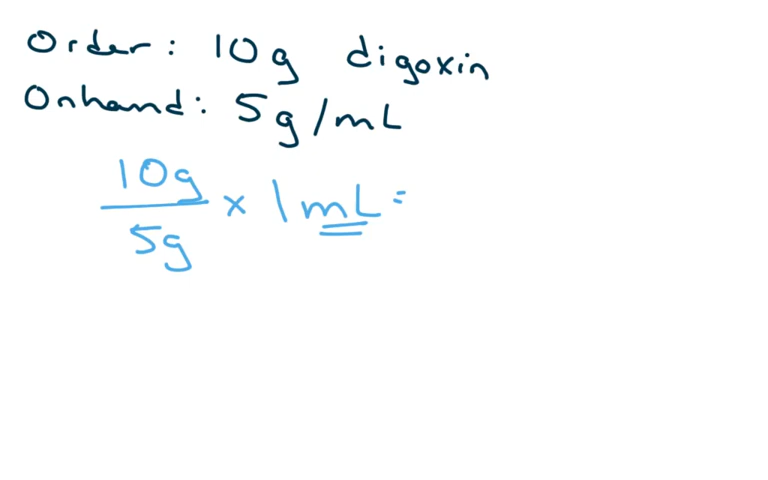 Order: 10g digoxin
Onhand: 5g/mL
10g
5g × 1mL=